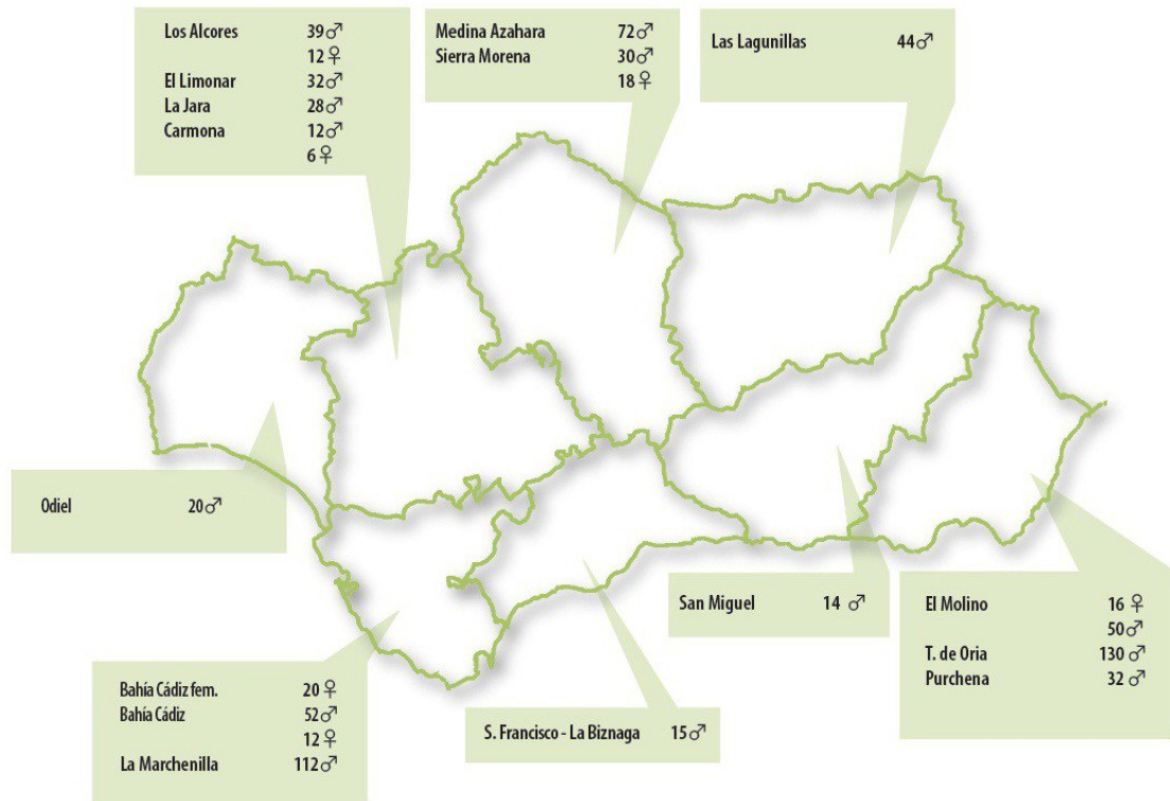 Los Alcores 39♂
12♀
El Limonar 32♂
La Jara 28♂
Carmona 12♂
6♀
Medina Azahara 72♂
Sierra Morena 30♂
18♀
Las Lagunillas 44♂
Odiel 20♂
San Miguel 14 ♂
El Molino 16 ♀
50♂
T. de Oria 130♂
Purchena 32 ♂
Bahía Cádiz fem. 20 ♀
Bahía Cádiz 52♂
12♀
La Marchenilla 112♂
S. Francisco - La Biznaga 15♂